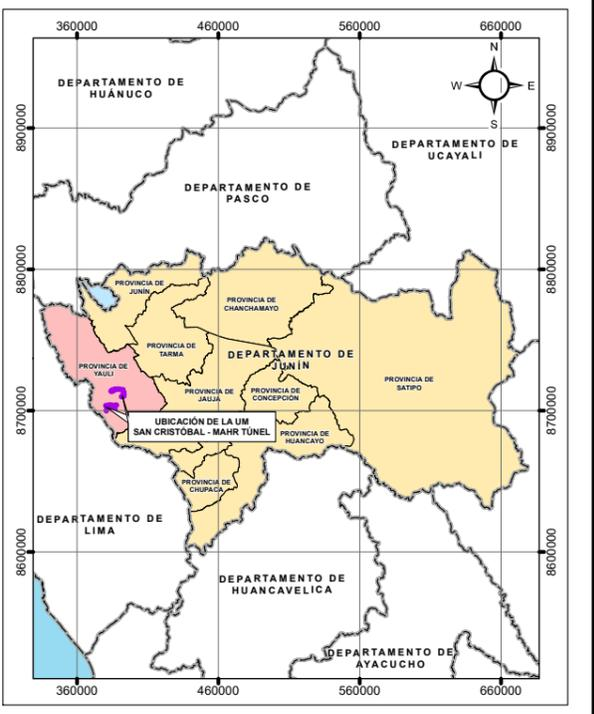 360000 460000 560000 660000
N
W E
S
DEPARTAMENTO DE
HUÁNUCO
8900000 8900000
DEPARTAMENTO DE
UCAYALI
DEPARTAMENTO DE
PASCO
8800000 8800000
PROVINCIA DE
JUNÍN
PROVINCIA DE
CHANCHAMAYO
PROVINCIA DE
TARMA
DEPARTAMENTO DE
JUNÍN
PROVINCIA DE
YAULI
PROVINCIA DE
SATIPO
PROVINCIA DE
JAUJA
PROVINCIA DE
CONCEPCIÓN
8700000 8700000
UBICACIÓN DE LA UM
SAN CRISTÓBAL - MAHR TÚNEL
PROVINCIA DE
HUANCAYO
PROVINCIA DE
CHUPACA
DEPARTAMENTO DE
LIMA
8600000 8600000
DEPARTAMENTO DE
HUANCAVELICA
DEPARTAMENTO DE
AYACUCHO
360000 460000 560000 660000